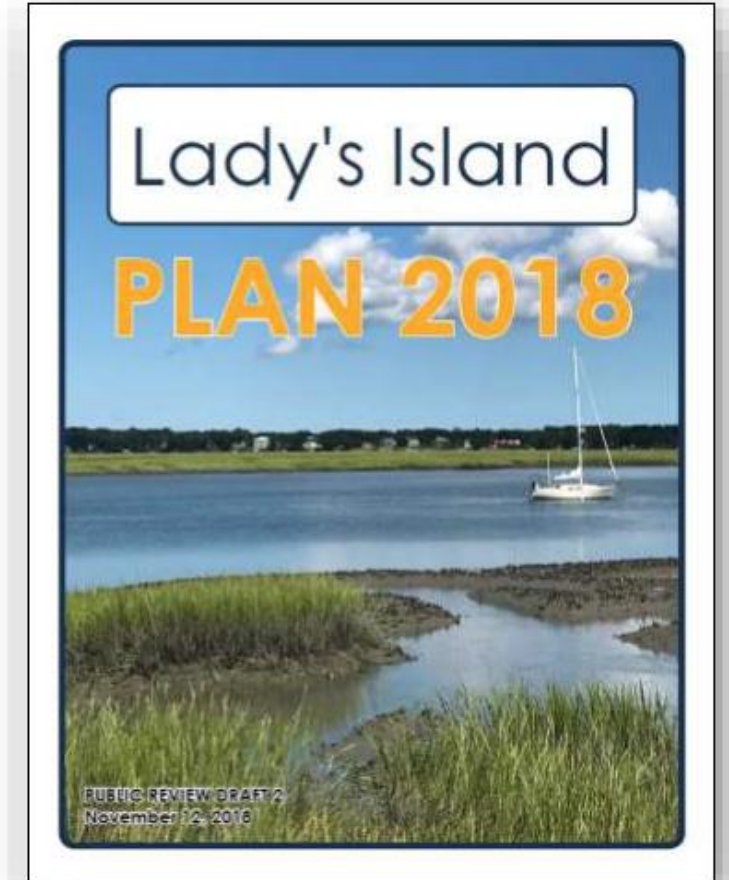 Lady's Island
PLAN 2018
PUBLIC REVIEW DRAFT 2
November 12, 2018